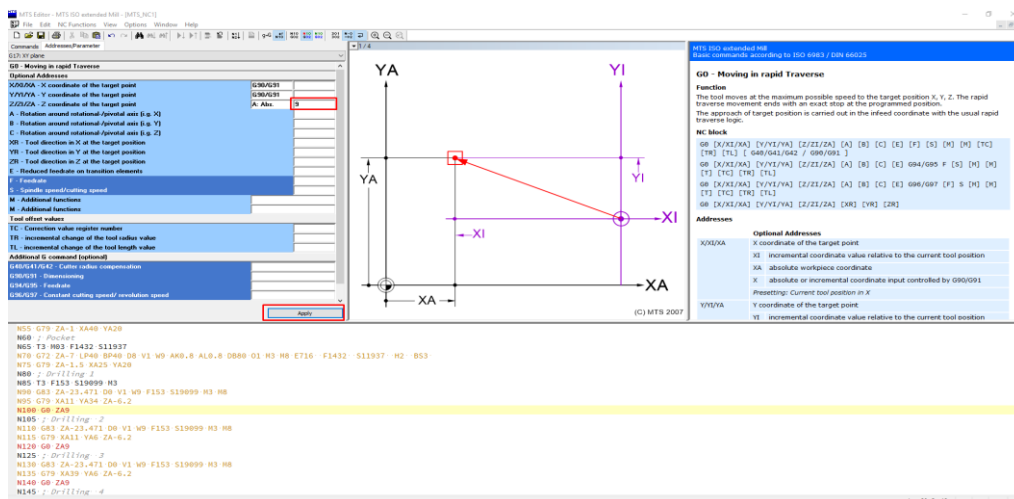 MTS Editor - MTS ISO extended Mill - [MTS_NC1]
File Edit NC Functions View Options Window Help
Commands Addresses/Parameter
G17: XY plane
G0 - Moving in rapid Traverse
Optional Addresses
X/XI/XA - X coordinate of the target point G90/G91
Y/YI/YA - Y coordinate of the target point G90/G91
Z/ZI/ZA - Z coordinate of the target point A: Abs. 9
A - Rotation around rotational-/pivotal axis (i.g. X)
B - Rotation around rotational-/pivotal axis (i.g. Y)
C - Rotation around rotational-/pivotal axis (i.g. Z)
XR - Tool direction in X at the target position
YR - Tool direction in Y at the target position
ZR - Tool direction in Z at the target position
E - Reduced feedrate on transition elements
F - Feedrate
S - Spindle speed/cutting speed
M - Additional functions
M - Additional functions
Tool offset values
TC - Correction value register number
TR - incremental change of the tool radius value
TL - incremental change of the tool length value
Additional G command (optional)
G40/G41/G42 - Cutter radius compensation
G90/G91 - Dimensioning
G94/G95 - Feedrate
G96/G97 - Constant cutting speed/ revolution speed
Apply
1 / 4
YA
YI
YA
YI
XI
XI
XA
XA
(C) MTS 2007
MTS ISO extended Mill
Basic commands according to ISO 6983 / DIN 66025
G0 - Moving in rapid Traverse
Function
The tool moves at the maximum possible speed to the target position X, Y, Z. The rapid
traverse movement ends with an exact stop at the programmed position.
The approach of target position is carried out in the infeed coordinate with the usual rapid
traverse logic.
NC block
G0 [X/XI/XA] [Y/YI/YA] [Z/ZI/ZA] [A] [B] [C] [E] [F] [S] [M] [M] [TC]
[TR] [TL] [ G40/G41/G42 / G90/G91 ]
G0 [X/XI/XA] [Y/YI/YA] [Z/ZI/ZA] [A] [B] [C] [E] G94/G95 F [S] [M] [M]
[T] [TC] [TR] [TL]
G0 [X/XI/XA] [Y/YI/YA] [Z/ZI/ZA] [A] [B] [C] [E] G96/G97 [F] S [M] [M]
[T] [TC] [TR] [TL]
G0 [X/XI/XA] [Y/YI/YA] [Z/ZI/ZA] [XR] [YR] [ZR]
Addresses
Optional Addresses
X/XI/XA X coordinate of the target point
XI incremental coordinate value relative to the current tool position
XA absolute workpiece coordinate
X absolute or incremental coordinate input controlled by G90/G91
Presetting: Current tool position in X
Y/YI/YA Y coordinate of the target point
YI incremental coordinate value relative to the current tool position
N55 G79 ZA-1 XA40 YA20
N60 ; Pocket
N65 T3 M03 F1432 S11937
N70 G72 ZA-7 LP40 BP40 D8 V1 W9 AK0.8 AL0.8 DB80 O1 M3 M8 E716 F1432 S11937 M2 BS3
N75 G79 ZA-1.5 XA25 YA20
N80 ; Drilling 1
N85 T3 F153 S19099 M3
N90 G83 ZA-23.471 D0 V1 W9 F153 S19099 M3 M8
N95 G79 XA11 YA34 ZA-6.2
N100 G0 ZA9
N105 ; Drilling 2
N110 G83 ZA-23.471 D0 V1 W9 F153 S19099 M3 M8
N115 G79 XA11 YA6 ZA-6.2
N120 G0 ZA9
N125 ; Drilling 3
N130 G83 ZA-23.471 D0 V1 W9 F153 S19099 M3 M8
N135 G79 XA39 YA6 ZA-6.2
N140 G0 ZA9
N145 ; Drilling 4